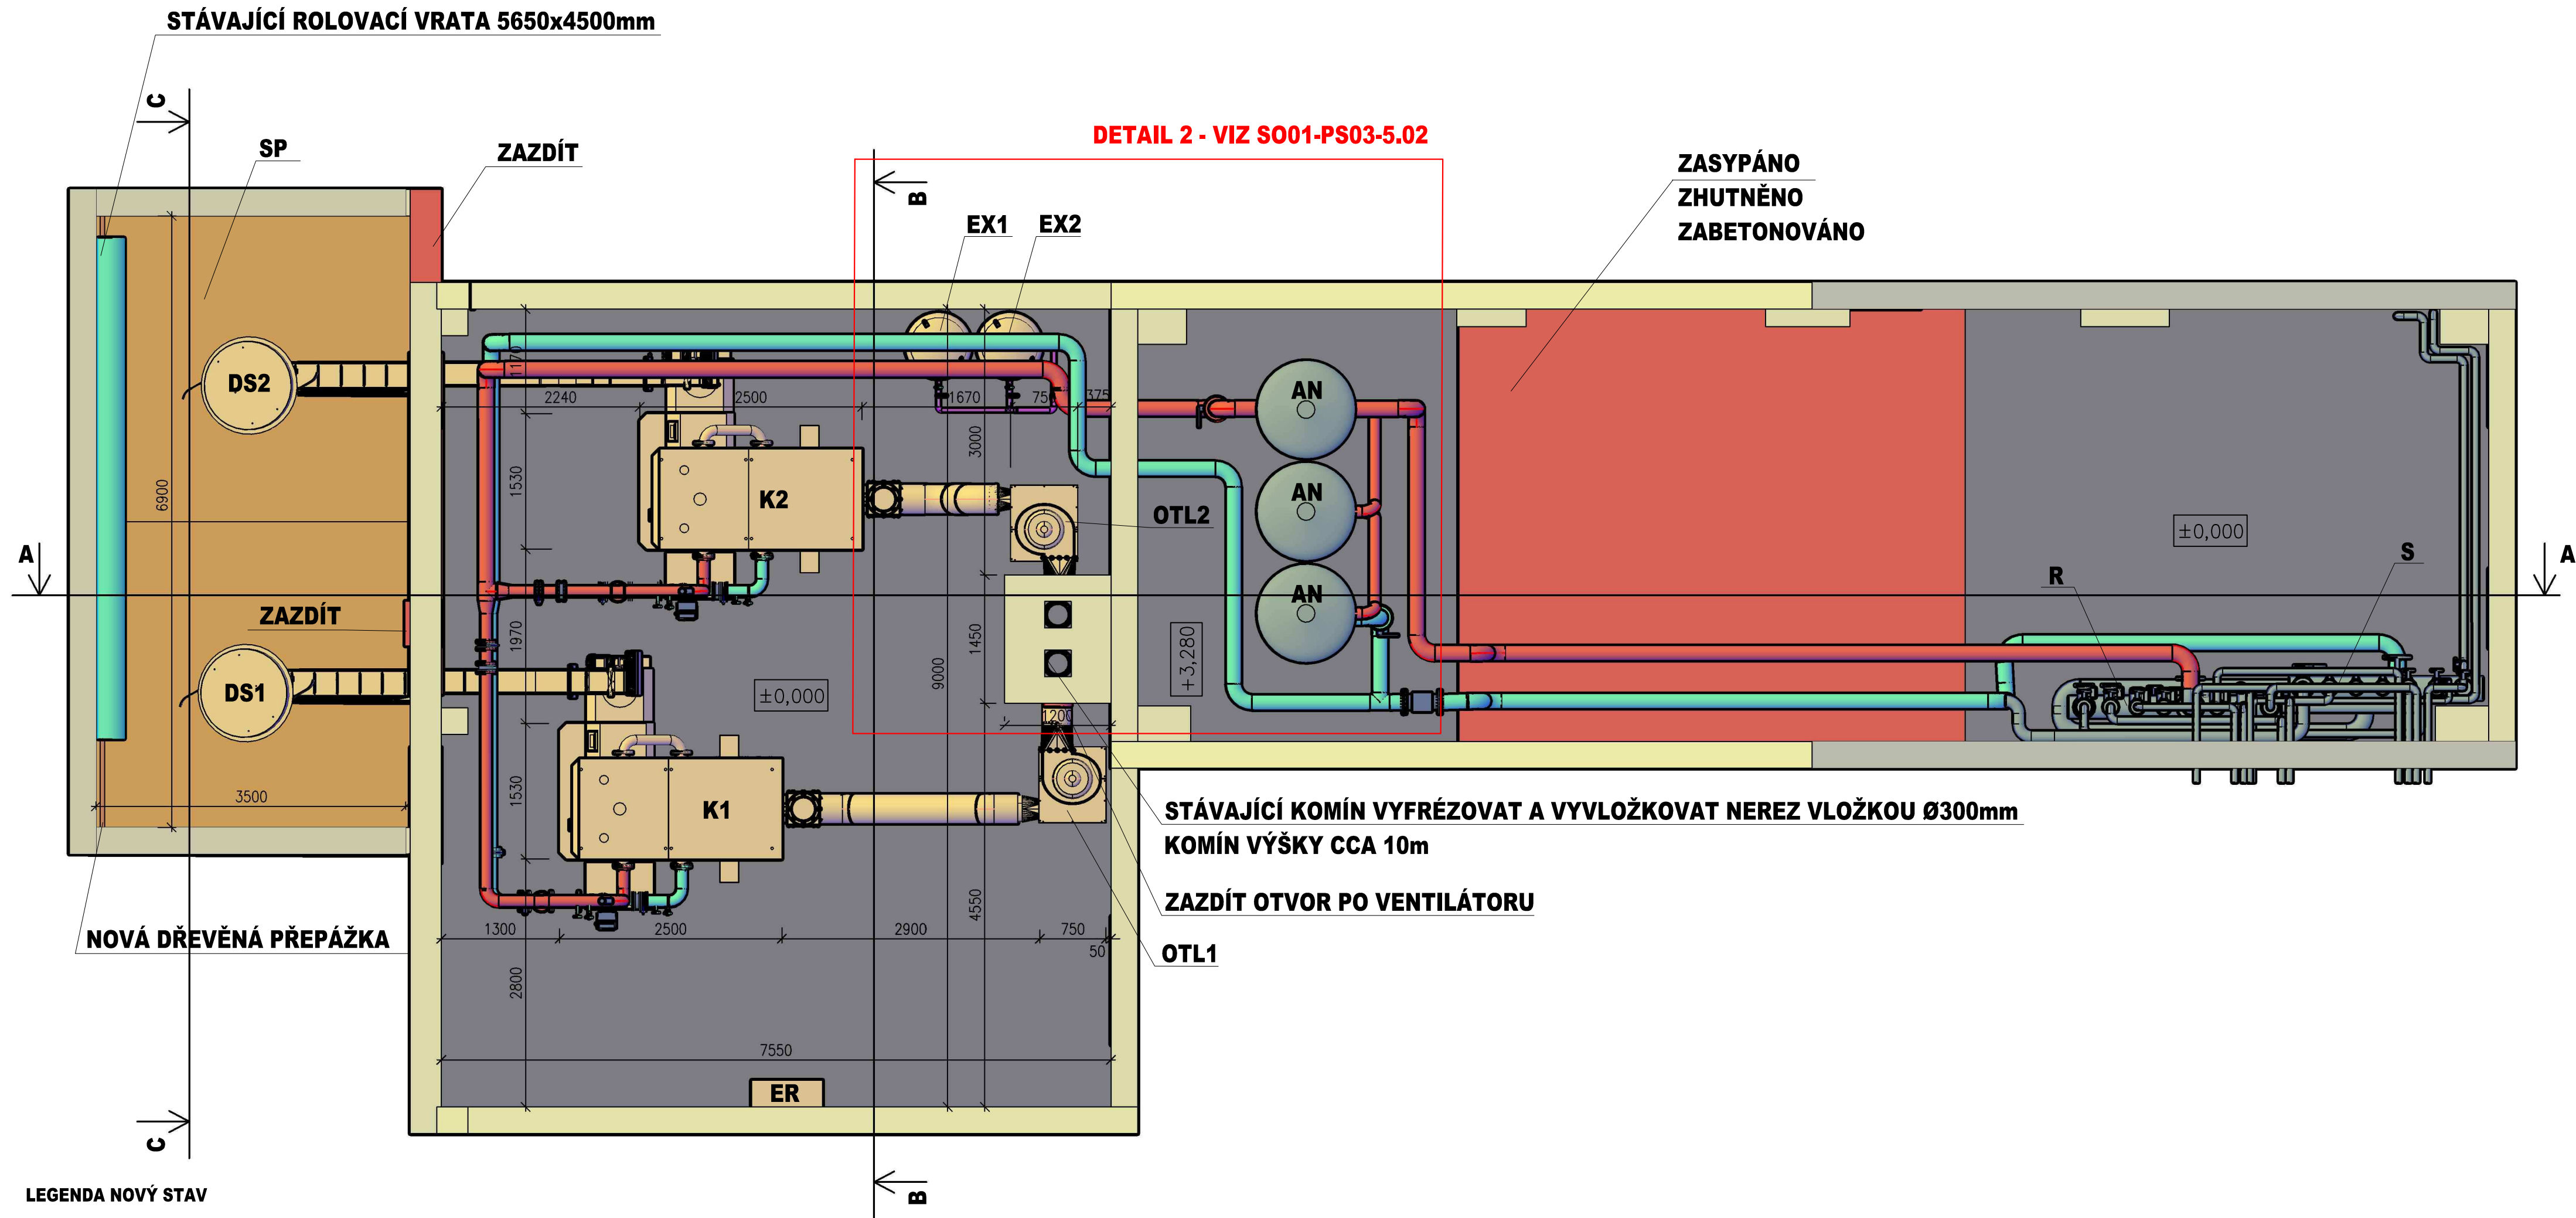 STÁVAJÍCÍ ROLOVACÍ VRATA 5650x4500mm
C
SP
ZAZDÍT
DETAIL 2 - VIZ SO01-PS03-5.02
B
EX1
EX2
ZASYPÁNO
ZHUTNĚNO
ZABETONOVÁNO
DS2
1170
2240
2500
1670
750
375
AN
3000
6900
1530
K2
AN
OTL2
±0,000
A
A
S
R
AN
ZAZDÍT
1970
1450
+3,280
9000
DS1
±0,000
1200
3500
1530
K1
STÁVAJÍCÍ KOMÍN VYFRÉZOVAT A VYVLOŽKOVAT NEREZ VLOŽKOU Ø300mm
KOMÍN VÝŠKY CCA 10m
4550
ZAZDÍT OTVOR PO VENTILÁTORU
NOVÁ DŘEVĚNÁ PŘEPÁŽKA
1300
2500
2900
750
50
OTL1
2800
7550
ER
C
B
LEGENDA NOVÝ STAV